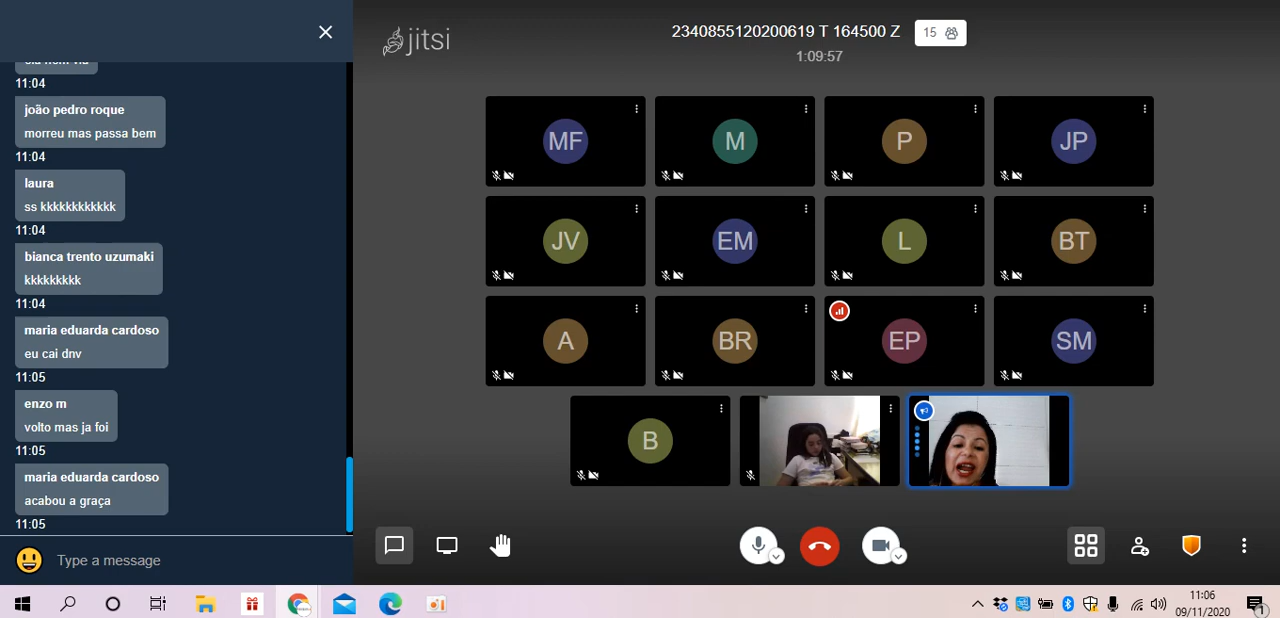 11:04
joão pedro roque
morreu mas passa bem
11:04
laura
ss kkkkkkkkkkkk
11:04
bianca trento uzumaki
kkkkkkkkk
11:04
maria eduarda cardoso
eu cai dnv
11:05
enzo m
volto mas ja foi
11:05
maria eduarda cardoso
acabou a graça
11:05
Type a message
jitsi
2340855120200619 T 164500 Z
15
1:09:57
MF
M
P
JP
JV
EM
L
BT
A
BR
EP
SM
B
11:06
09/11/2020
1